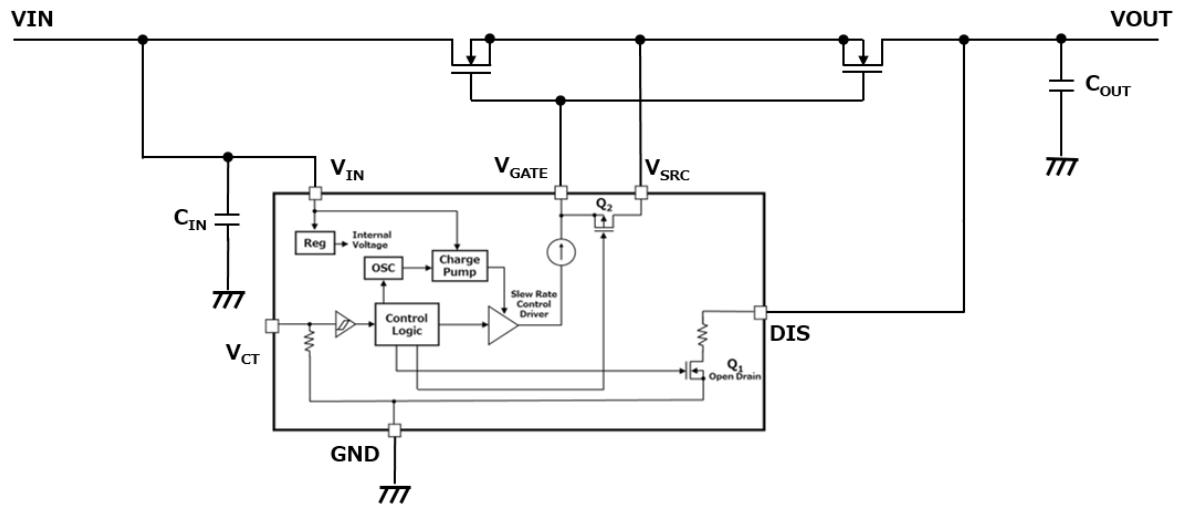 VIN
VOUT
COUT
VIN
VGATE
VSRC
CIN
Q2
Reg
Internal
Voltage
OSC
Charge
Pump
Slew Rate
Control
Driver
Control
Logic
VCT
DIS
Q1
Open Drain
GND